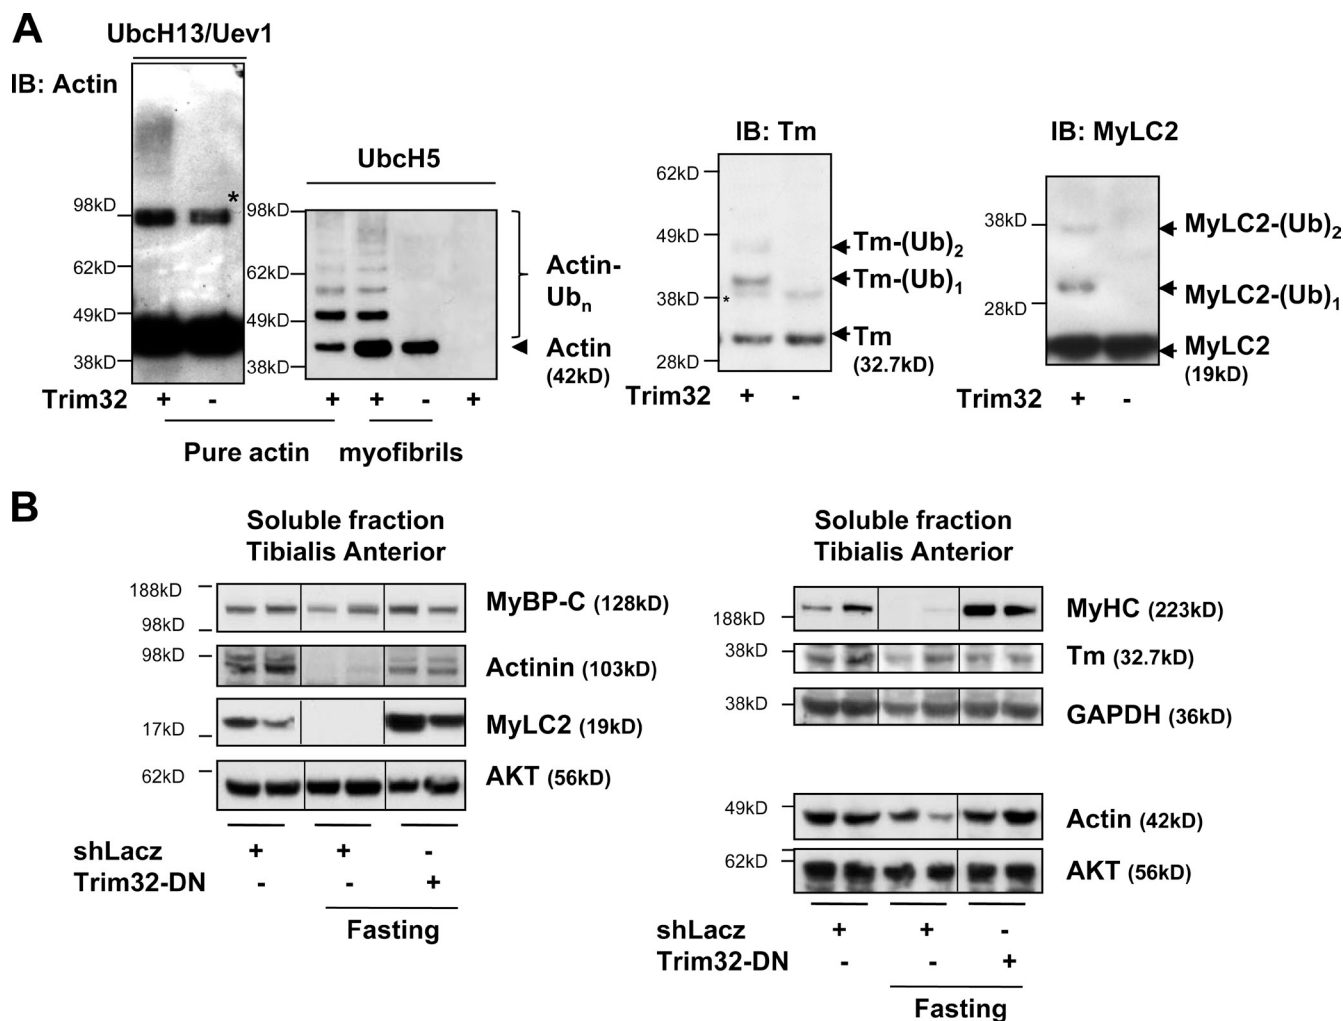 A
UbcH13/Uev1
IB: Actin
98kD
62kD
49kD
38kD
*
UbcH5
98kD
62kD
49kD
38kD
Actin-
Ubn
Actin
(42kD)
Trim32 + - + + - +
Pure actin myofibrils
IB: Tm
62kD
49kD
38kD
*
28kD
Tm-(Ub)2
Tm-(Ub)1
Tm
(32.7kD)
Trim32 + -
IB: MyLC2
38kD
28kD
MyLC2-(Ub)2
MyLC2-(Ub)1
MyLC2
(19kD)
Trim32 + -
B
Soluble fraction
Tibialis Anterior
188kD
98kD
MyBP-C (128kD)
98kD
Actinin (103kD)
17kD
MyLC2 (19kD)
62kD
AKT (56kD)
shLacz + + -
Trim32-DN - - +
Fasting
Soluble fraction
Tibialis Anterior
188kD
MyHC (223kD)
38kD
Tm (32.7kD)
38kD
GAPDH (36kD)
49kD
Actin (42kD)
62kD
AKT (56kD)
shLacz + + -
Trim32-DN - - +
Fasting